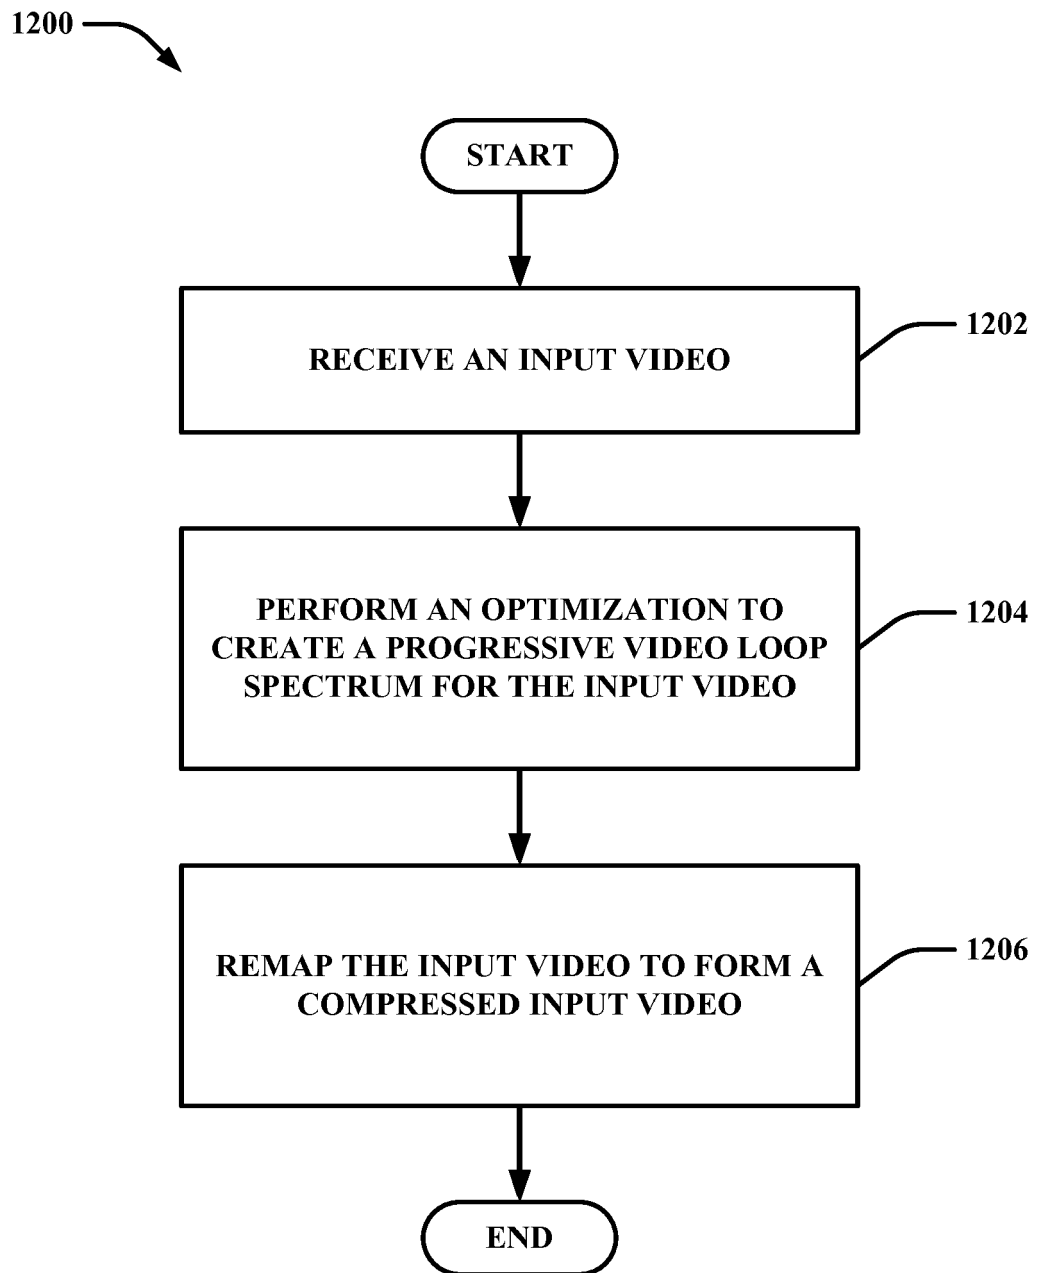 1200
START
RECEIVE AN INPUT VIDEO
1202
PERFORM AN OPTIMIZATION TO
CREATE A PROGRESSIVE VIDEO LOOP
SPECTRUM FOR THE INPUT VIDEO
1204
REMAP THE INPUT VIDEO TO FORM A
COMPRESSED INPUT VIDEO
1206
END